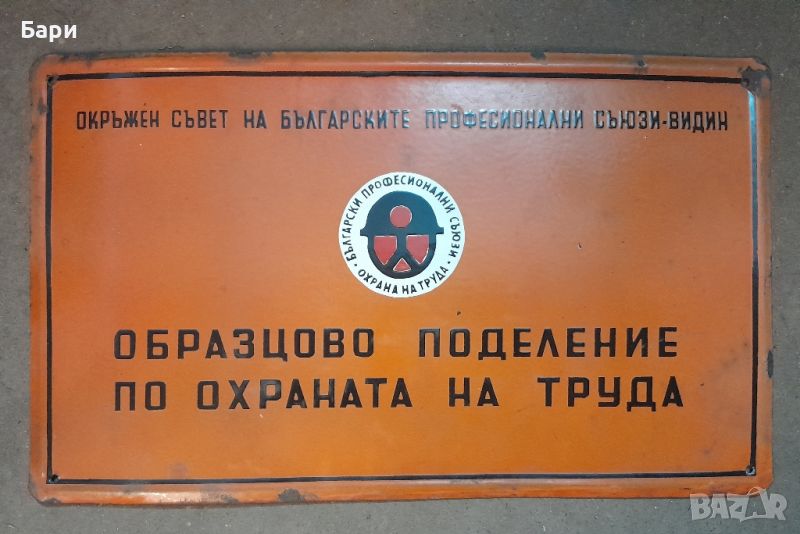 Бари
ОКРЪЖЕН СЪВЕТ НА БЪЛГАРСКИТЕ ПРОФЕСИОНАЛНИ СЪЮЗИ-ВИДИН
БЪЛГАРСКИ ПРОФЕСИОНАЛНИ СЪЮЗИ
• ОХРАНА НА ТРУДА •
ОБРАЗЦОВО ПОДЕЛЕНИЕ
ПО ОХРАНАТА НА ТРУДА
BAZAR